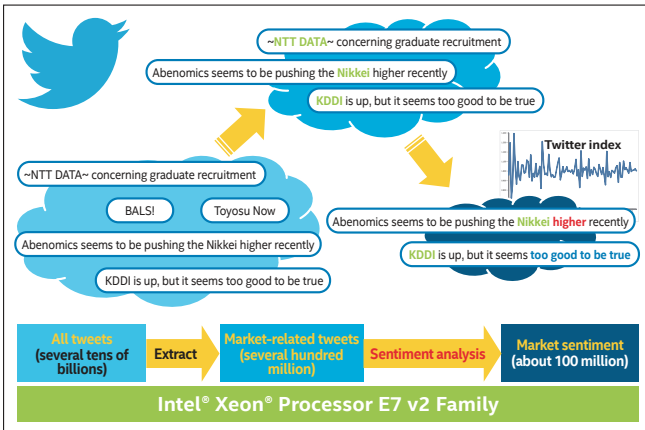 ~NTT DATA~ concerning graduate recruitment
Abenomics seems to be pushing the Nikkei higher recently
KDDI is up, but it seems too good to be true
~NTT DATA~ concerning graduate recruitment
BALS!
Toyosu Now
Abenomics seems to be pushing the Nikkei higher recently
KDDI is up, but it seems too good to be true
Twitter index
Abenomics seems to be pushing the Nikkei higher recently
KDDI is up, but it seems too good to be true
All tweets
(several tens of
billions)
Extract
Market-related tweets
(several hundred
million)
Sentiment analysis
Market sentiment
(about 100 million)
Intel® Xeon® Processor E7 v2 Family